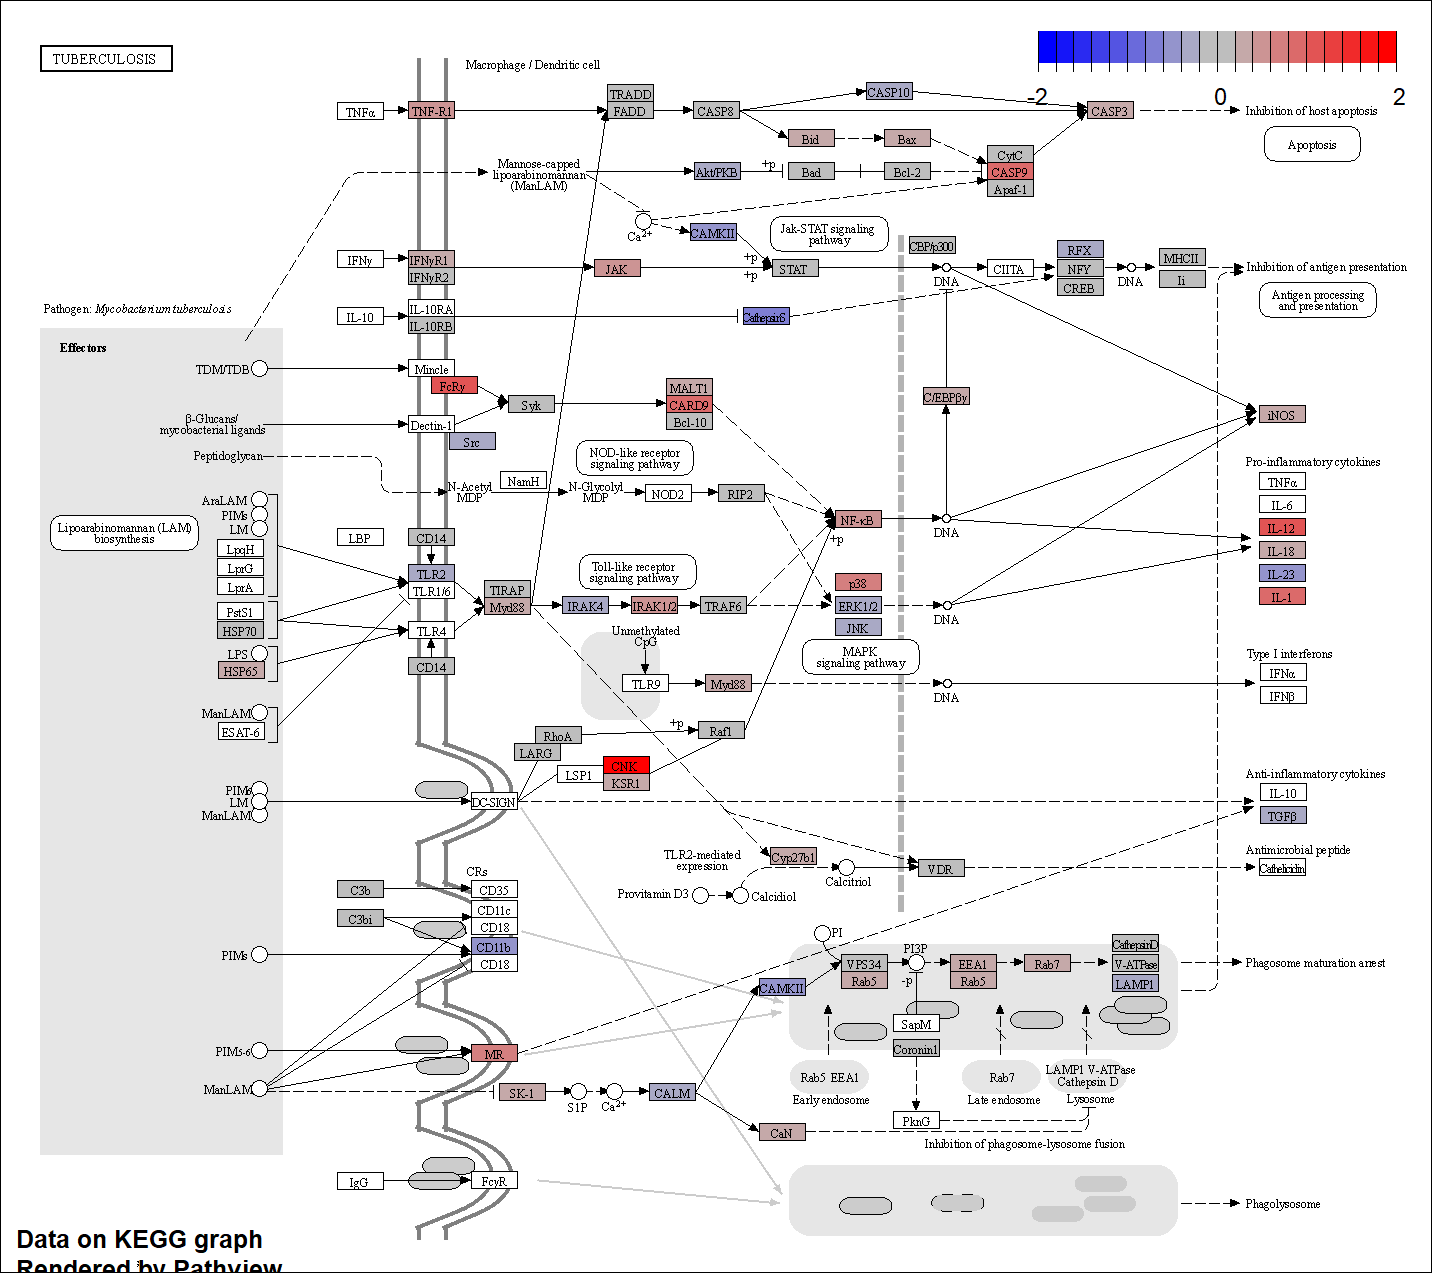 TUBERCULOSIS
Macrophage / Dendritic cell
-2
0
2
TNFα
TNF-R1
TRADD
FADD
CASP8
CASP10
CASP3
Inhibition of host apoptosis
Bid
Bax
Apoptosis
Mannose-capped
lipoarabinomannan
(ManLAM)
Akt/PKB
+p
Bad
Bcl-2
CytC
CASP9
Apaf-1
Ca2+
CAMKII
Jak-STAT signaling
pathway
CBP/p300
RFX
IFNγ
IFNγR1
IFNγR2
JAK
+p
+p
STAT
DNA
CIITA
NFY
CREB
DNA
MHCII
Ii
Inhibition of antigen presentation
Antigen processing
and presentation
Pathogen: Mycobacterium tuberculosis
IL-10
IL-10RA
IL-10RB
CathepsinS
Effectors
TDM/TDB
Mincle
FcRγ
Syk
MALT1
CARD9
Bcl-10
C/EBPβγ
iNOS
β-Glucans/
mycobacterial ligands
Dectin-1
Src
Peptidoglycan
NOD-like receptor
signaling pathway
N-Acetyl
MDP
NamH
N-Glycolyl
MDP
NOD2
RIP2
NF-κB
+p
DNA
Pro-inflammatory cytokines
TNFα
IL-6
IL-12
IL-18
IL-23
IL-1
AraLAM
PIMs
LM
Lipoarabinomannan (LAM)
biosynthesis
LpqH
LprG
LprA
PstS1
HSP70
LPS
HSP65
ManLAM
ESAT-6
LBP
CD14
TLR2
TLR1/6
TLR4
CD14
TIRAP
Myd88
Toll-like receptor
signaling pathway
IRAK4
IRAK1/2
TRAF6
p38
ERK1/2
JNK
DNA
MAPK
signaling pathway
Unmethylated
CpG
TLR9
Myd88
DNA
Type I interferons
IFNα
IFNβ
RhoA
LARG
+p
Raf1
LSP1
CNK
KSR1
PIMs
LM
ManLAM
DC-SIGN
Anti-inflammatory cytokines
IL-10
TGFβ
TLR2-mediated
expression
Cyp27b1
Provitamin D3
Calcidiol
Calcitriol
VDR
Antimicrobial peptide
Cathelicidin
CRs
C3b
CD35
C3bi
CD11c
CD18
PIMs
CD11b
CD18
PI
VPS34
Rab5
PI3P
-p
EEA1
Rab5
Rab7
CathepsinD
V-ATPase
LAMP1
Phagosome maturation arrest
CAMKII
SapM
Coronin1
PIM5-6
MR
ManLAM
SK-1
S1P
Ca2+
CALM
CaN
Rab5 EEA1
Early endosome
Rab7
Late endosome
LAMP1 V-ATPase
Cathepsin D
Lysosome
PknG
Inhibition of phagosome-lysosome fusion
IgG
FcγR
Phagolysosome
Data on KEGG graph
Rendered by Pathview